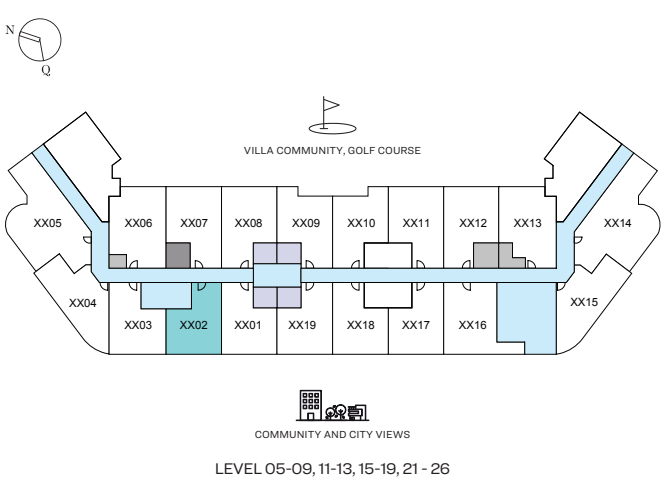 N
Q
VILLA COMMUNITY, GOLF COURSE
XX05
XX06
XX07
XX08
XX09
XX10
XX11
XX12
XX13
XX14
XX04
XX03
XX02
XX01
XX19
XX18
XX17
XX16
XX15
COMMUNITY AND CITY VIEWS
LEVEL 05-09, 11-13, 15-19, 21 - 26